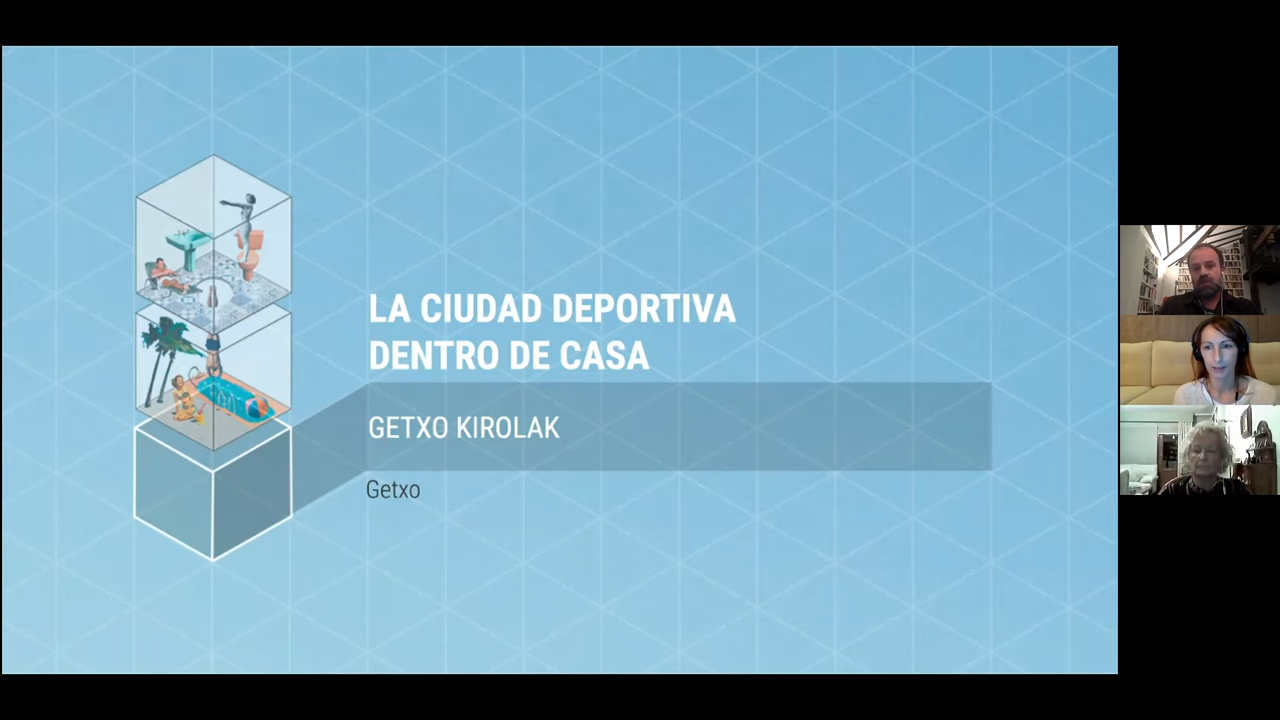 LA CIUDAD DEPORTIVA
DENTRO DE CASA
GETXO KIROLAK
Getxo